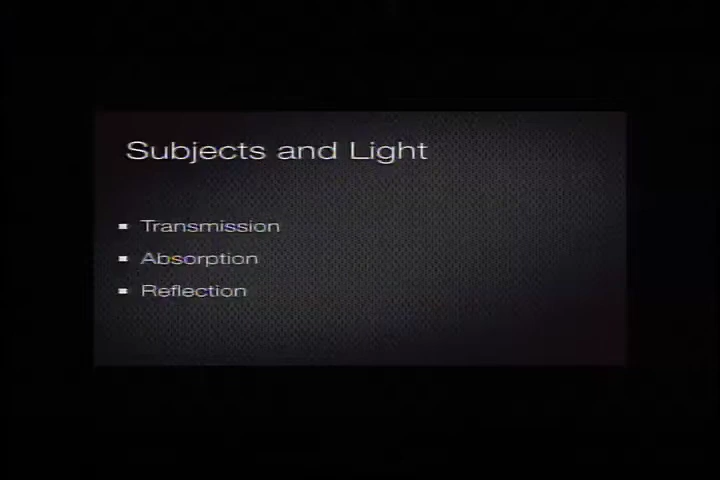 Subjects and Light
Transmission
Absorption
Reflection